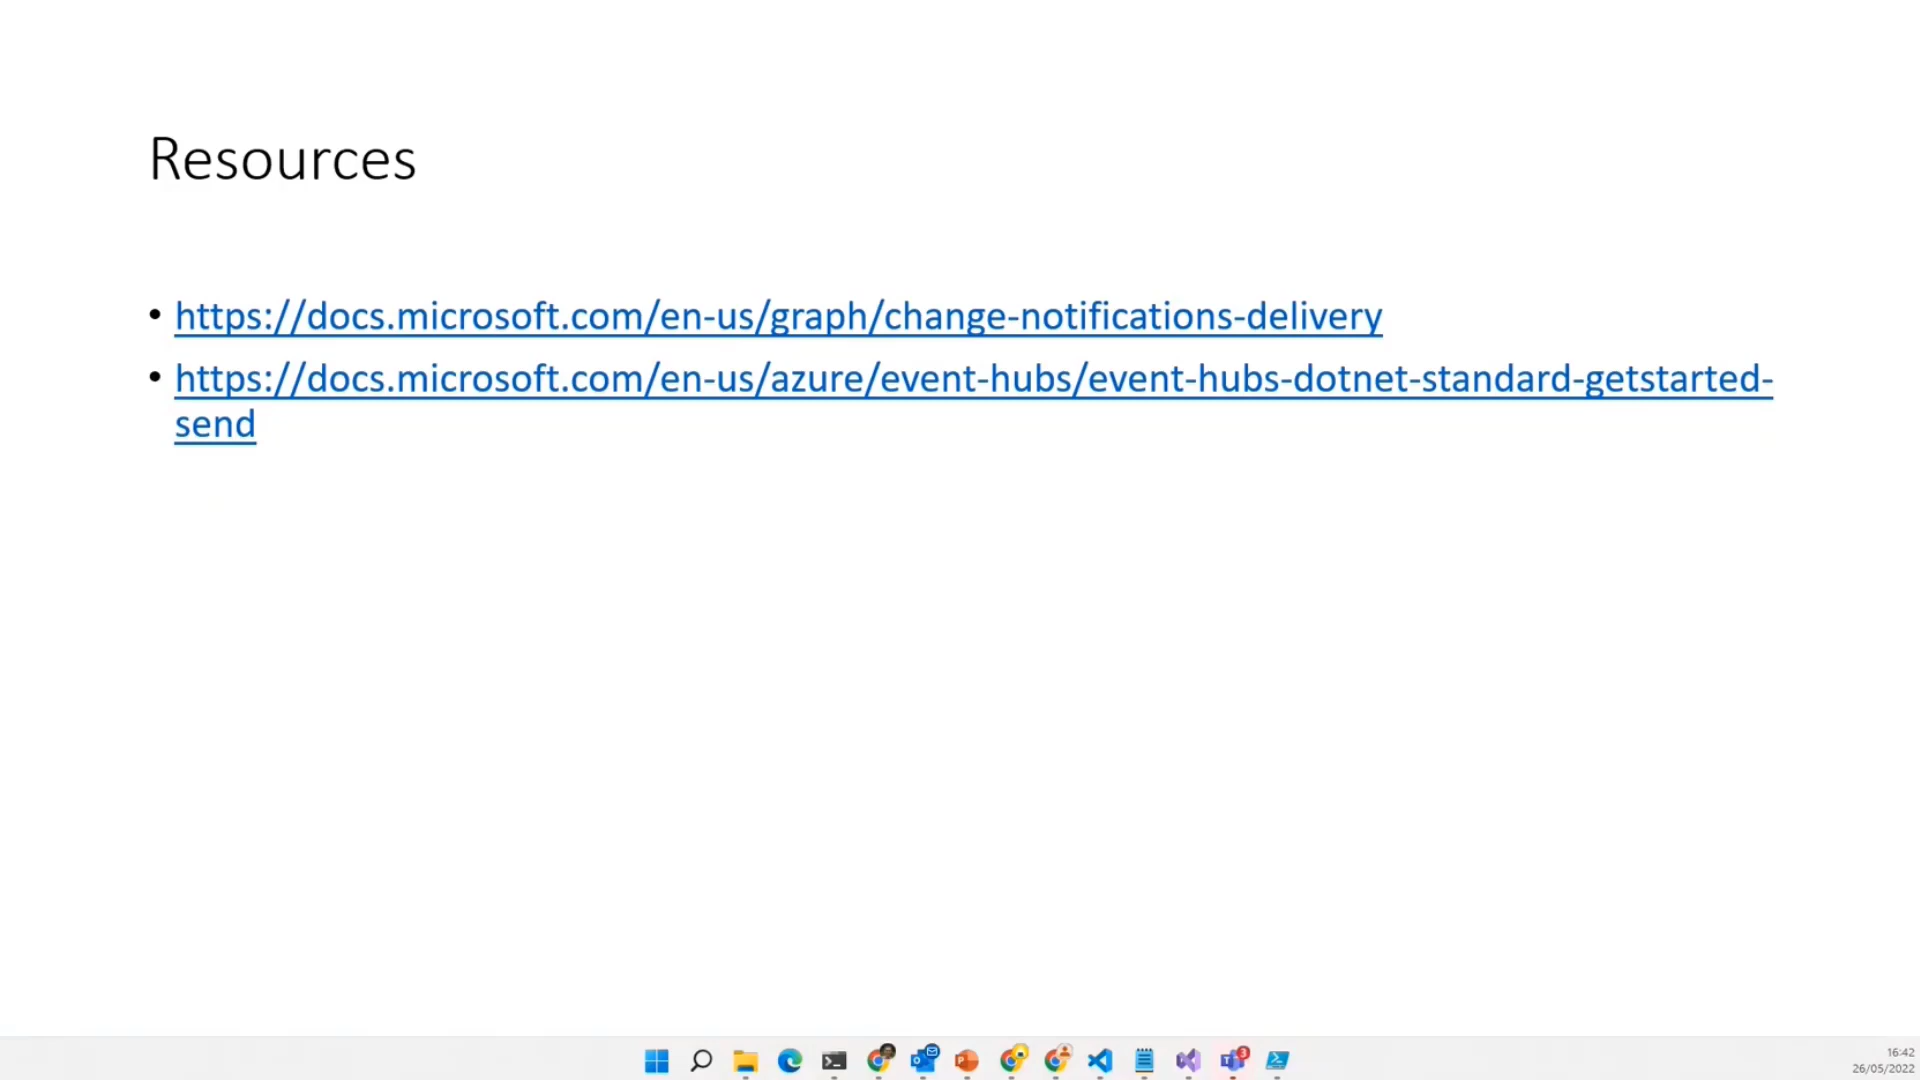 Resources
• https://docs.microsoft.com/en-us/graph/change-notifications-delivery
• https://docs.microsoft.com/en-us/azure/event-hubs/event-hubs-dotnet-standard-getstarted-
send
3
16:42
26/05/2022